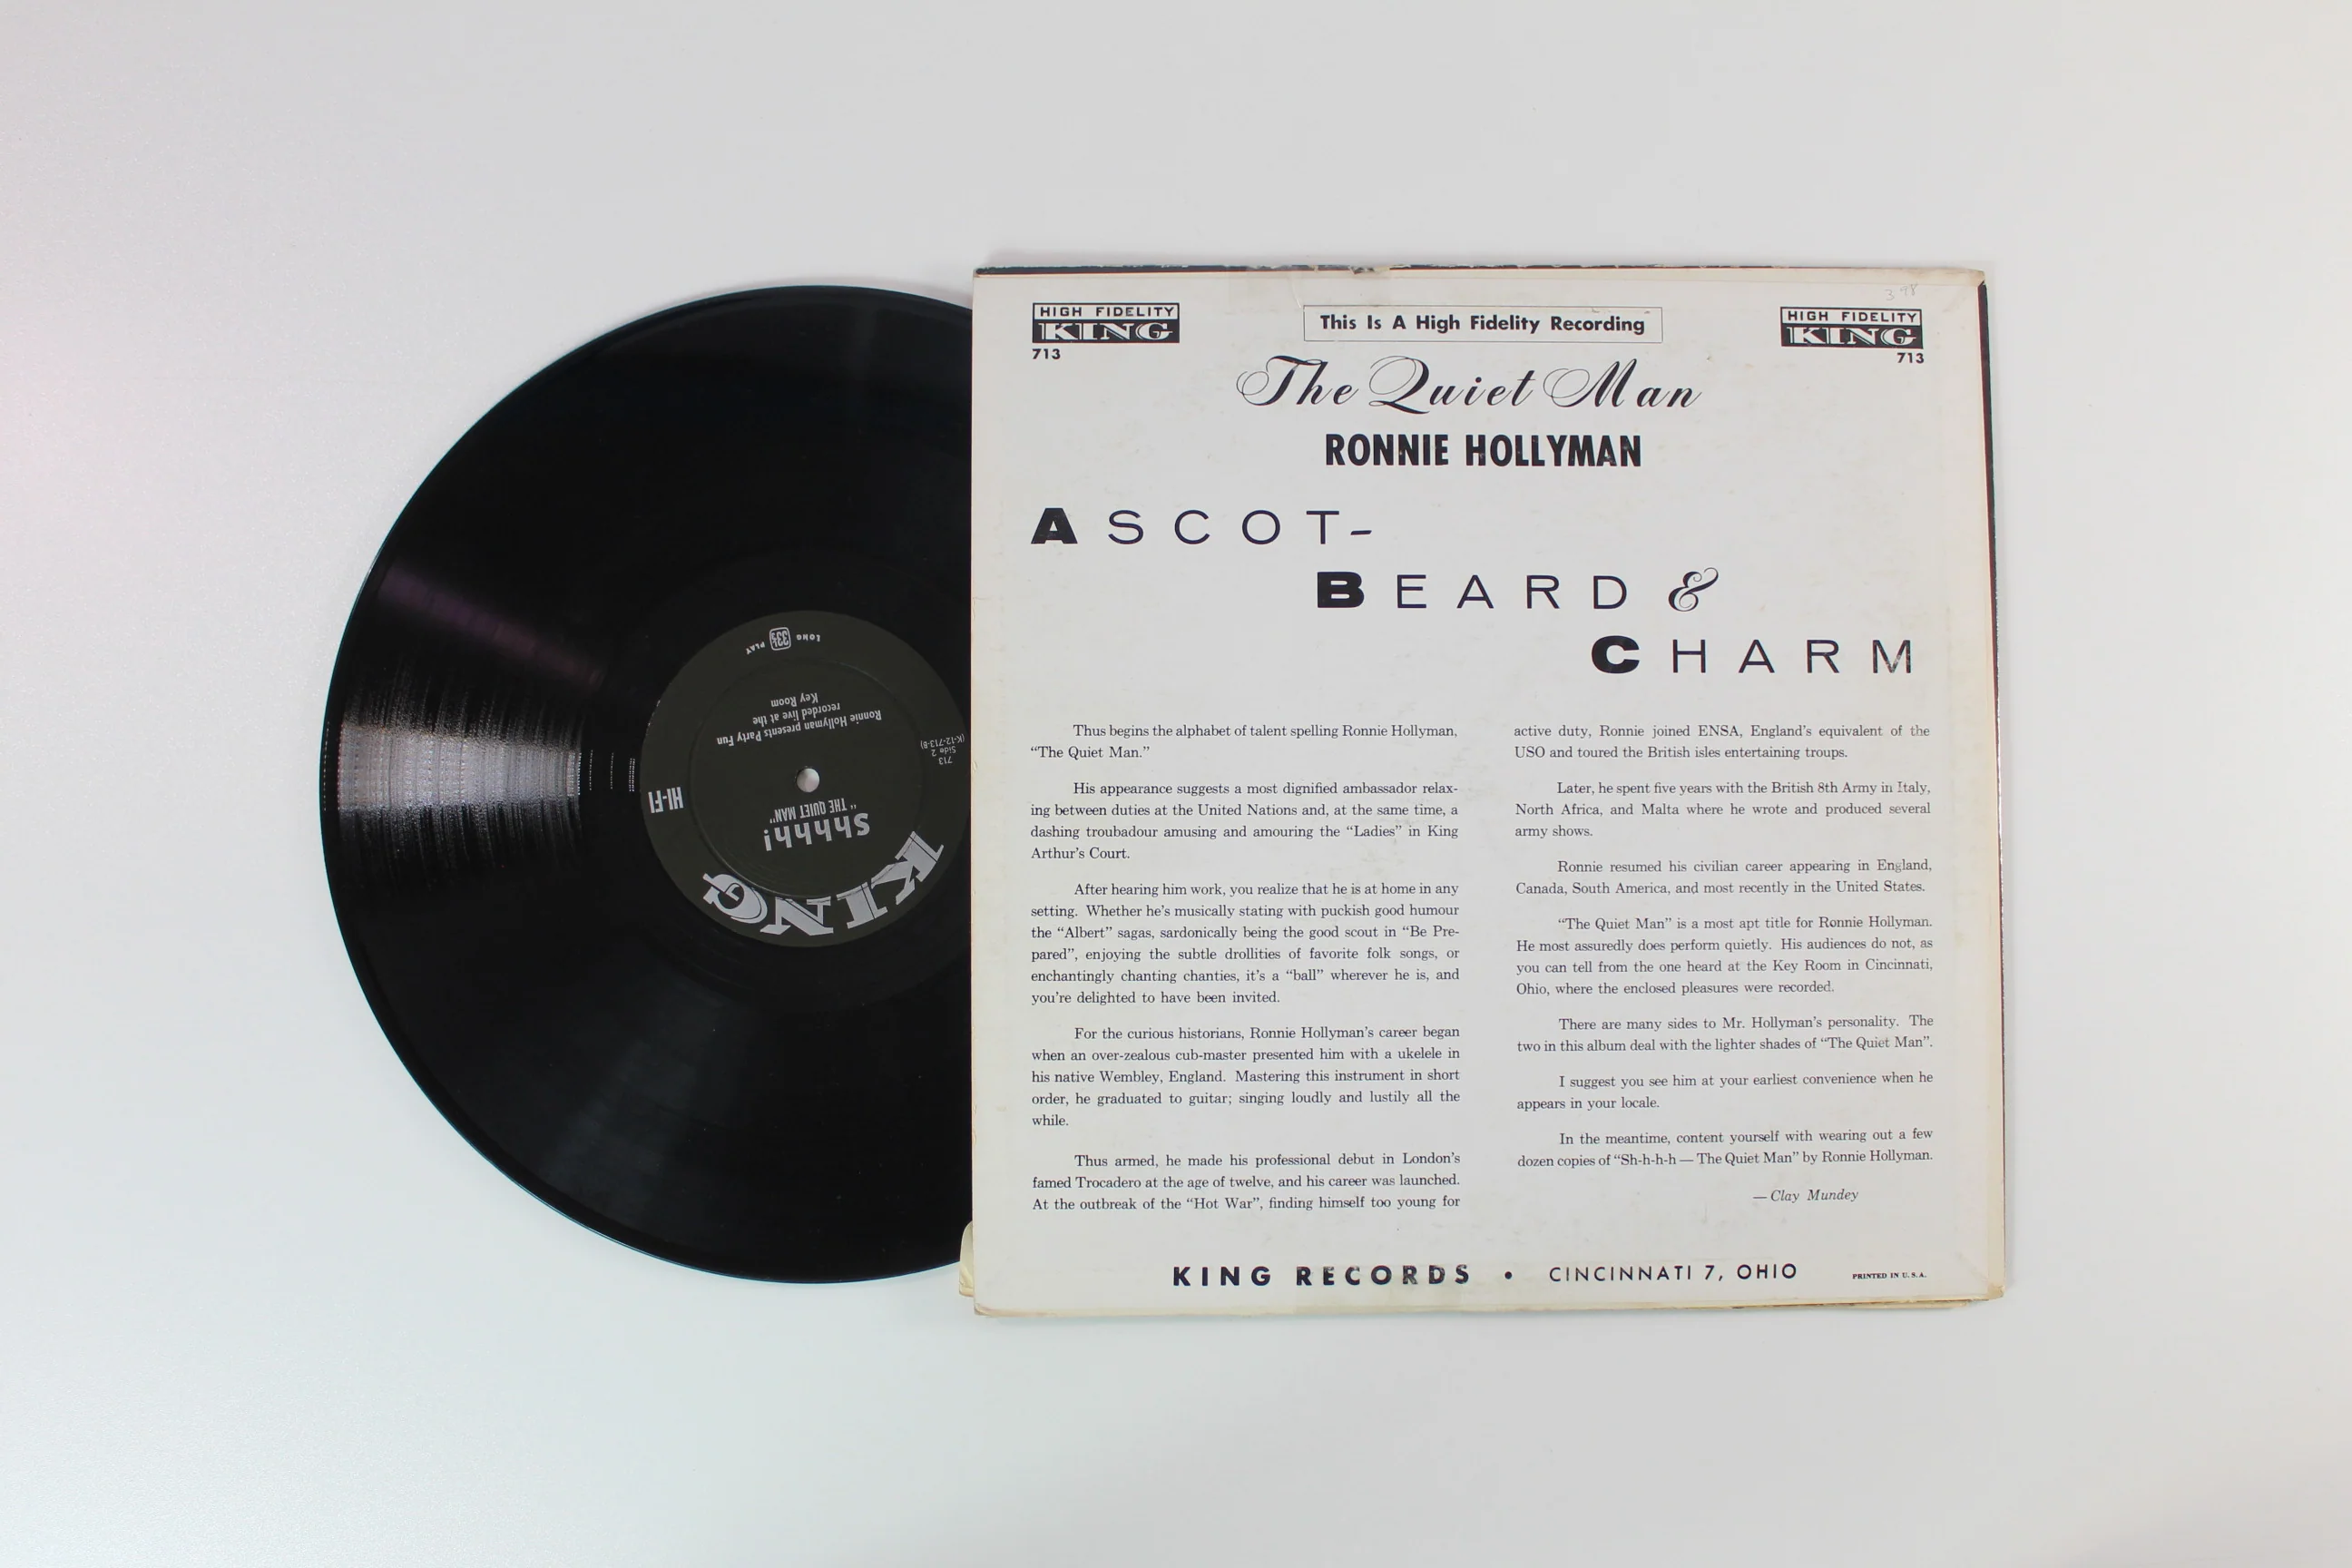 HIGH FIDELITY
KING
713
This Is A High Fidelity Recording
3 98
HIGH FIDELITY
KING
713
The Quiet Man
RONNIE HOLLYMAN
ASCOT-
BEARD &
CHARM
Thus begins the alphabet of talent spelling Ronnie Hollyman,
“The Quiet Man.”
His appearance suggests a most dignified ambassador relax-
ing between duties at the United Nations and, at the same time, a
dashing troubadour amusing and amouring the “Ladies” in King
Arthur’s Court.
After hearing him work, you realize that he is at home in any
setting. Whether he’s musically stating with puckish good humour
the “Albert” sagas, sardonically being the good scout in “Be Pre-
pared”, enjoying the subtle drollities of favorite folk songs, or
enchantingly chanting chanties, it’s a “ball” wherever he is, and
you’re delighted to have been invited.
For the curious historians, Ronnie Hollyman’s career began
when an over-zealous cub-master presented him with a ukelele in
his native Wembley, England. Mastering this instrument in short
order, he graduated to guitar; singing loudly and lustily all the
while.
Thus armed, he made his professional debut in London’s
famed Trocadero at the age of twelve, and his career was launched.
At the outbreak of the “Hot War”, finding himself too young for
active duty, Ronnie joined ENSA, England’s equivalent of the
USO and toured the British isles entertaining troups.
Later, he spent five years with the British 8th Army in Italy,
North Africa, and Malta where he wrote and produced several
army shows.
Ronnie resumed his civilian career appearing in England,
Canada, South America, and most recently in the United States.
“The Quiet Man” is a most apt title for Ronnie Hollyman.
He most assuredly does perform quietly. His audiences do not, as
you can tell from the one heard at the Key Room in Cincinnati,
Ohio, where the enclosed pleasures were recorded.
There are many sides to Mr. Hollyman’s personality. The
two in this album deal with the lighter shades of “The Quiet Man”.
I suggest you see him at your earliest convenience when he
appears in your locale.
In the meantime, content yourself with wearing out a few
dozen copies of “Sh-h-h-h — The Quiet Man” by Ronnie Hollyman.
— Clay Mundey
KING RECORDS • CINCINNATI 7, OHIO
PRINTED IN U. S. A.
KING
Shhhh!
" THE QUIET MAN"
HI-FI
713
Side 2
(K-12-713-B)
Ronnie Hollyman presents Party Fun
recorded live at the
Key Room
LONG 33⅓ PLAY